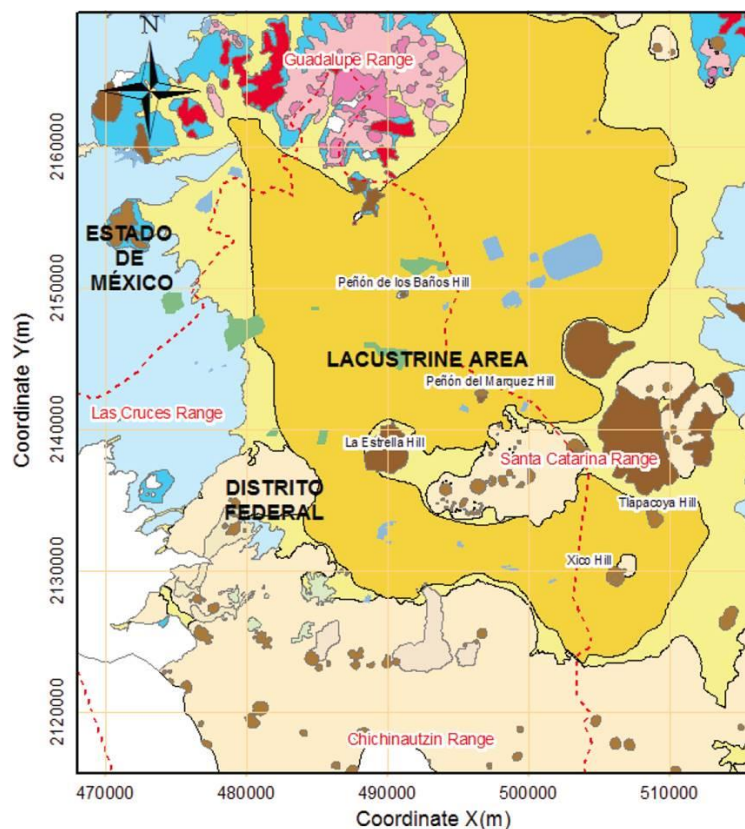 N
Guadalupe Range
2160000
ESTADO
DE
MÉXICO
Peñón de los Baños Hill
2150000
LACUSTRINE AREA
Peñón del Marquez Hill
Las Cruces Range
La Estrella Hill
2140000
Santa Catarina Range
DISTRITO
FEDERAL
Tlapacoya Hill
Xico Hill
2130000
2120000
Chichinautzin Range
Coordinate Y(m)
470000 480000 490000 500000 510000
Coordinate X(m)